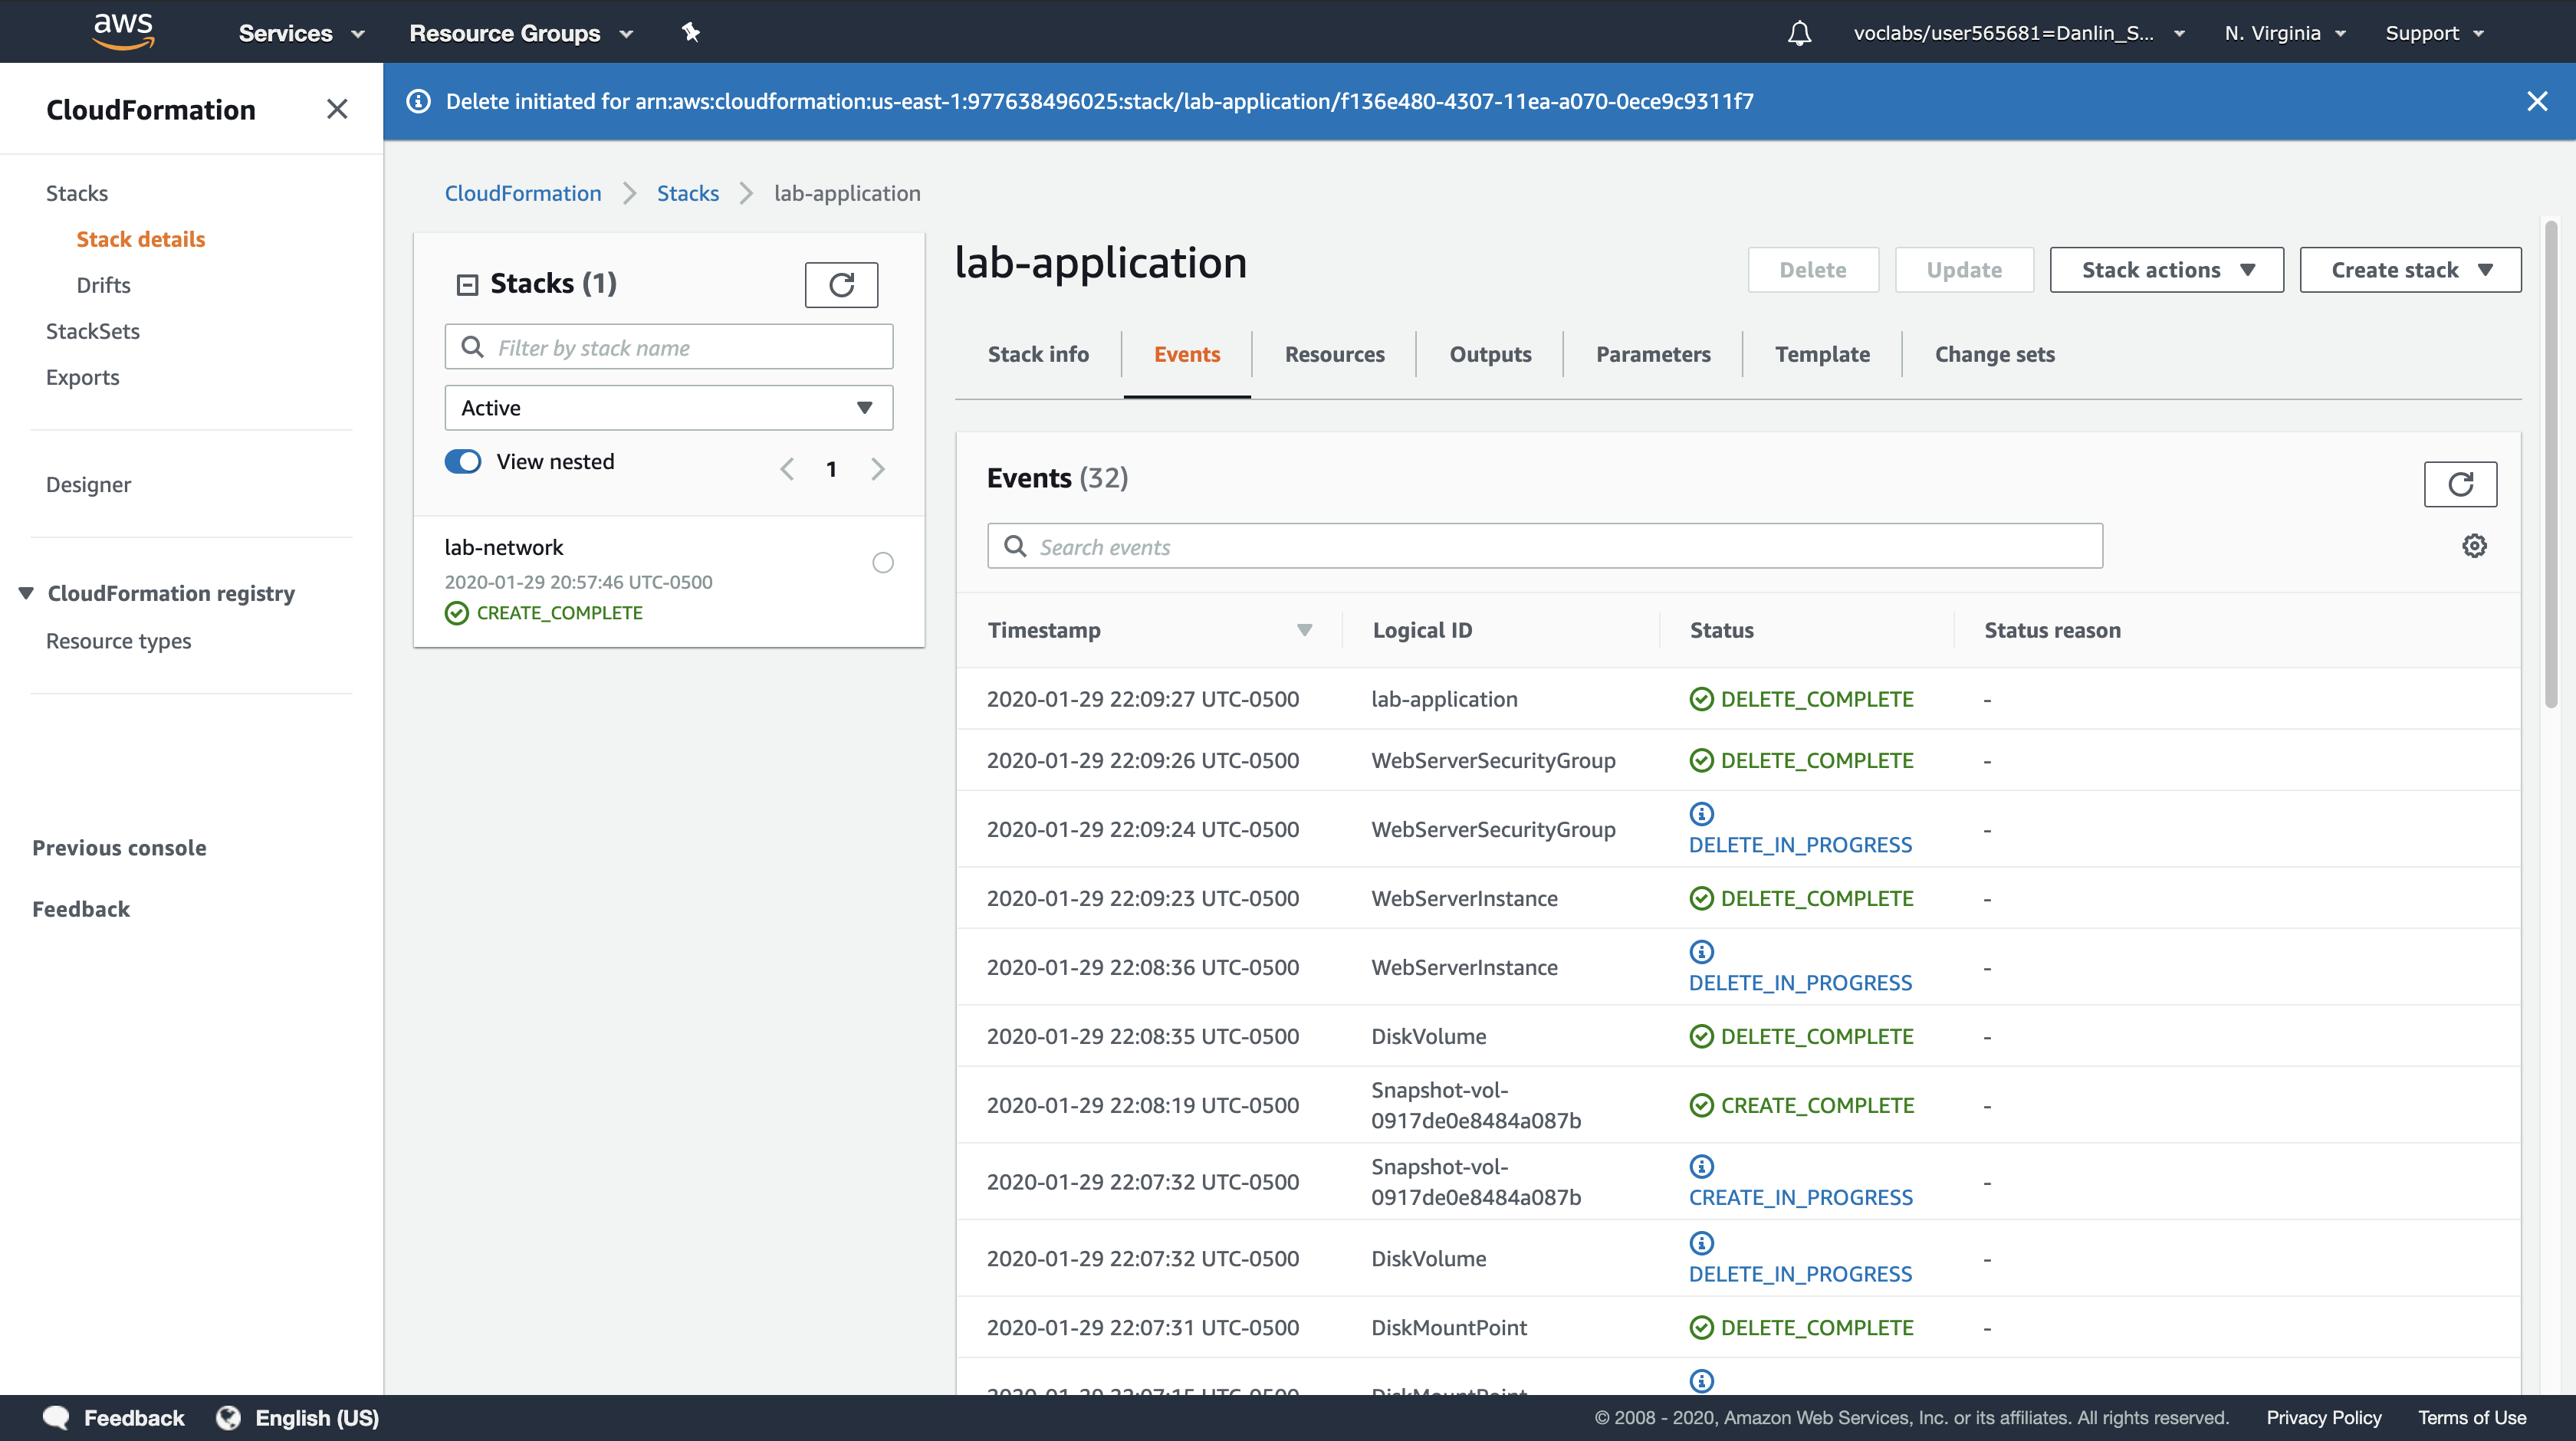 aws
Services
Resource Groups
voclabs/user565681=Danlin_S...
N. Virginia
Support
CloudFormation
Stacks
Stack details
Drifts
StackSets
Exports
Designer
CloudFormation registry
Resource types
Previous console
Feedback
Delete initiated for arn:aws:cloudformation:us-east-1:977638496025:stack/lab-application/f136e480-4307-11ea-a070-0ece9c9311f7
CloudFormation Stacks lab-application
Stacks (1)
Filter by stack name
Active
View nested
1
lab-network
2020-01-29 20:57:46 UTC-0500
CREATE_COMPLETE
lab-application
Delete
Update
Stack actions
Create stack
Stack info
Events
Resources
Outputs
Parameters
Template
Change sets
Events (32)
Search events
Timestamp Logical ID Status Status reason
2020-01-29 22:09:27 UTC-0500 lab-application DELETE_COMPLETE -
2020-01-29 22:09:26 UTC-0500 WebServerSecurityGroup DELETE_COMPLETE -
2020-01-29 22:09:24 UTC-0500 WebServerSecurityGroup DELETE_IN_PROGRESS -
2020-01-29 22:09:23 UTC-0500 WebServerInstance DELETE_COMPLETE -
2020-01-29 22:08:36 UTC-0500 WebServerInstance DELETE_IN_PROGRESS -
2020-01-29 22:08:35 UTC-0500 DiskVolume DELETE_COMPLETE -
2020-01-29 22:08:19 UTC-0500 Snapshot-vol-
0917de0e8484a087b CREATE_COMPLETE -
2020-01-29 22:07:32 UTC-0500 Snapshot-vol-
0917de0e8484a087b CREATE_IN_PROGRESS -
2020-01-29 22:07:32 UTC-0500 DiskVolume DELETE_IN_PROGRESS -
2020-01-29 22:07:31 UTC-0500 DiskMountPoint DELETE_COMPLETE -
2020-01-29 22:07:15 UTC-0500 DiskMountPoint
Feedback
English (US)
© 2008 - 2020, Amazon Web Services, Inc. or its affiliates. All rights reserved.
Privacy Policy
Terms of Use